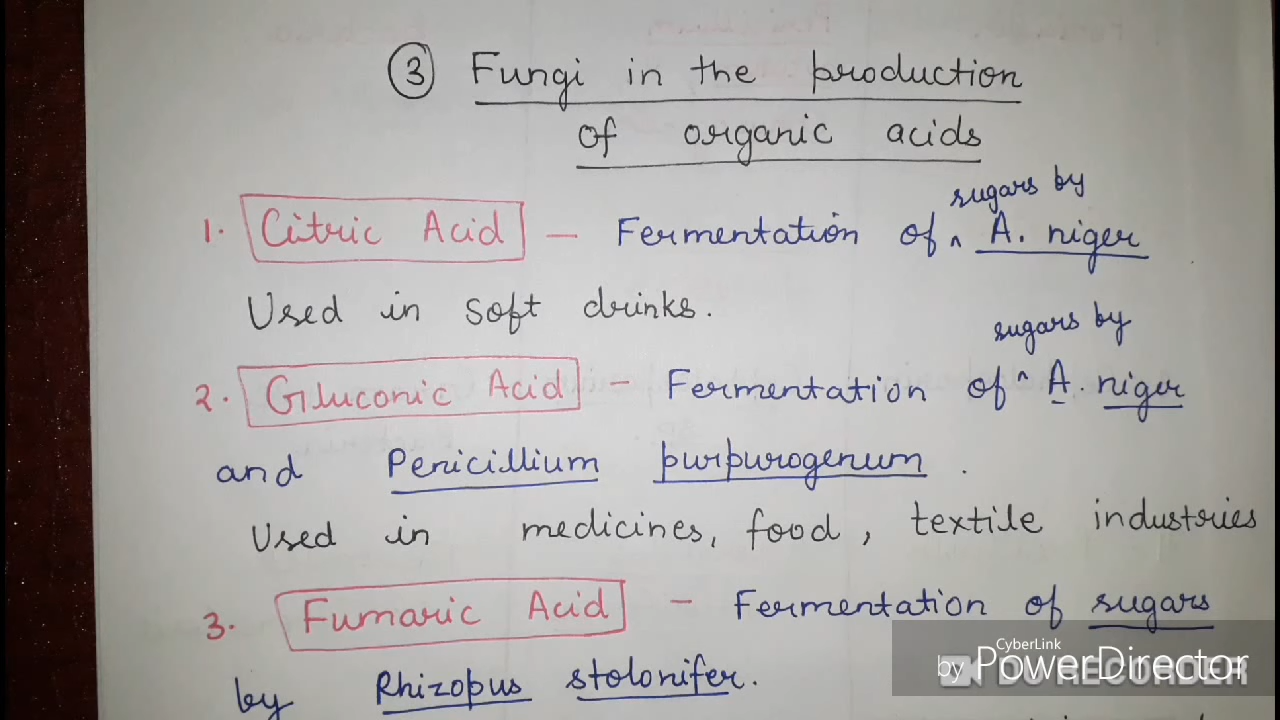 ③ Fungi in the production
of organic acids
sugars by
1. Citric Acid — Fermentation of ^ A. niger
Used in soft drinks.
sugars by
2. Gluconic Acid – Fermentation of ^ A. niger
and Penicillium purpurogenum.
Used in medicines, food, textile industries
3. Fumaric Acid – Fermentation of sugars
by Rhizopus stolonifer.
CyberLink
by PowerDirector
RECORDER